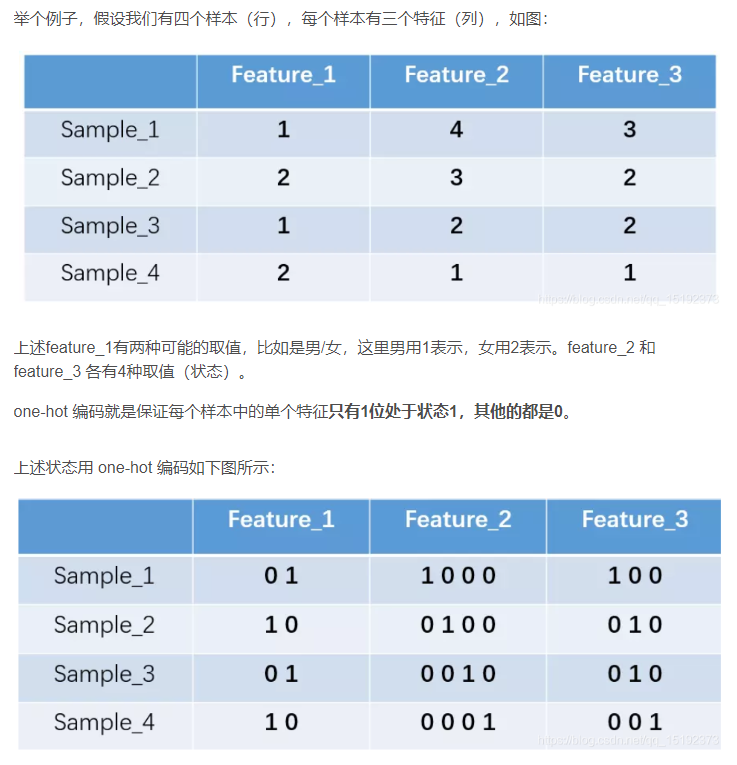 举个例子，假设我们有四个样本（行），每个样本有三个特征（列），如图：
Feature_1 Feature_2 Feature_3
Sample_1 1 4 3
Sample_2 2 3 2
Sample_3 1 2 2
Sample_4 2 1 1
https://blog.csdn.net/qq_15192373
上述feature_1有两种可能的取值，比如是男/女，这里男用1表示，女用2表示。feature_2 和
feature_3 各有4种取值（状态）。
one-hot 编码就是保证每个样本中的单个特征只有1位处于状态1，其他的都是0。
上述状态用 one-hot 编码如下图所示：
Feature_1 Feature_2 Feature_3
Sample_1 0 1 1 0 0 0 1 0 0
Sample_2 1 0 0 1 0 0 0 1 0
Sample_3 0 1 0 0 1 0 0 1 0
Sample_4 1 0 0 0 0 1 0 0 1
https://blog.csdn.net/qq_15192373